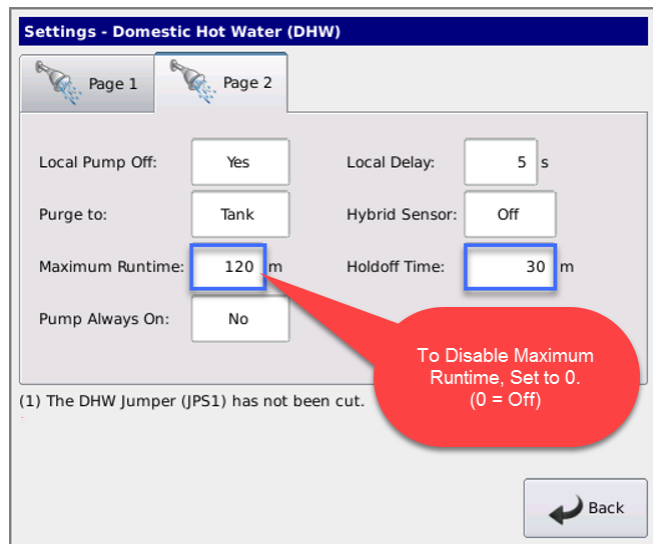 Settings - Domestic Hot Water (DHW)
Page 1 Page 2
Local Pump Off: Yes Local Delay: 5 s
Purge to: Tank Hybrid Sensor: Off
Maximum Runtime: 120 m Holdoff Time: 30 m
Pump Always On: No
To Disable Maximum
Runtime, Set to 0.
(0 = Off)
(1) The DHW Jumper (JPS1) has not been cut.
Back